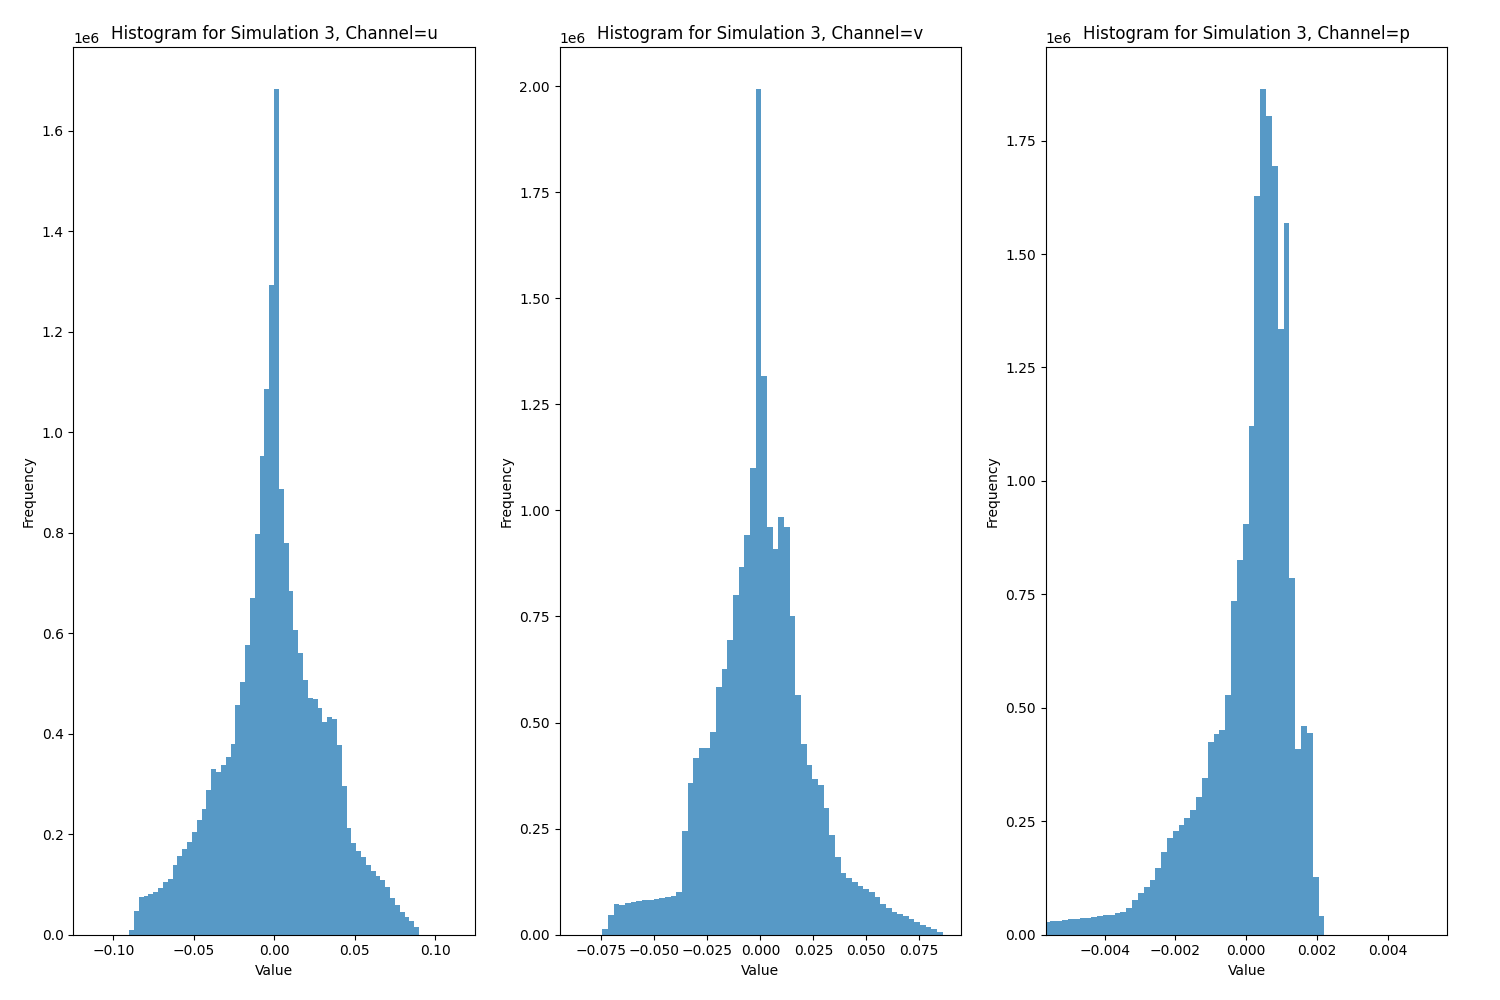 Histogram for Simulation 3, Channel=u
1e6
1.6
1.4
1.2
1.0
0.8
0.6
0.4
0.2
0.0
Frequency
−0.10 −0.05 0.00 0.05 0.10
Value
Histogram for Simulation 3, Channel=v
1e6
2.00
1.75
1.50
1.25
1.00
0.75
0.50
0.25
0.00
Frequency
−0.075 −0.050 −0.025 0.000 0.025 0.050 0.075
Value
Histogram for Simulation 3, Channel=p
1e6
1.75
1.50
1.25
1.00
0.75
0.50
0.25
0.00
Frequency
−0.004 −0.002 0.000 0.002 0.004
Value